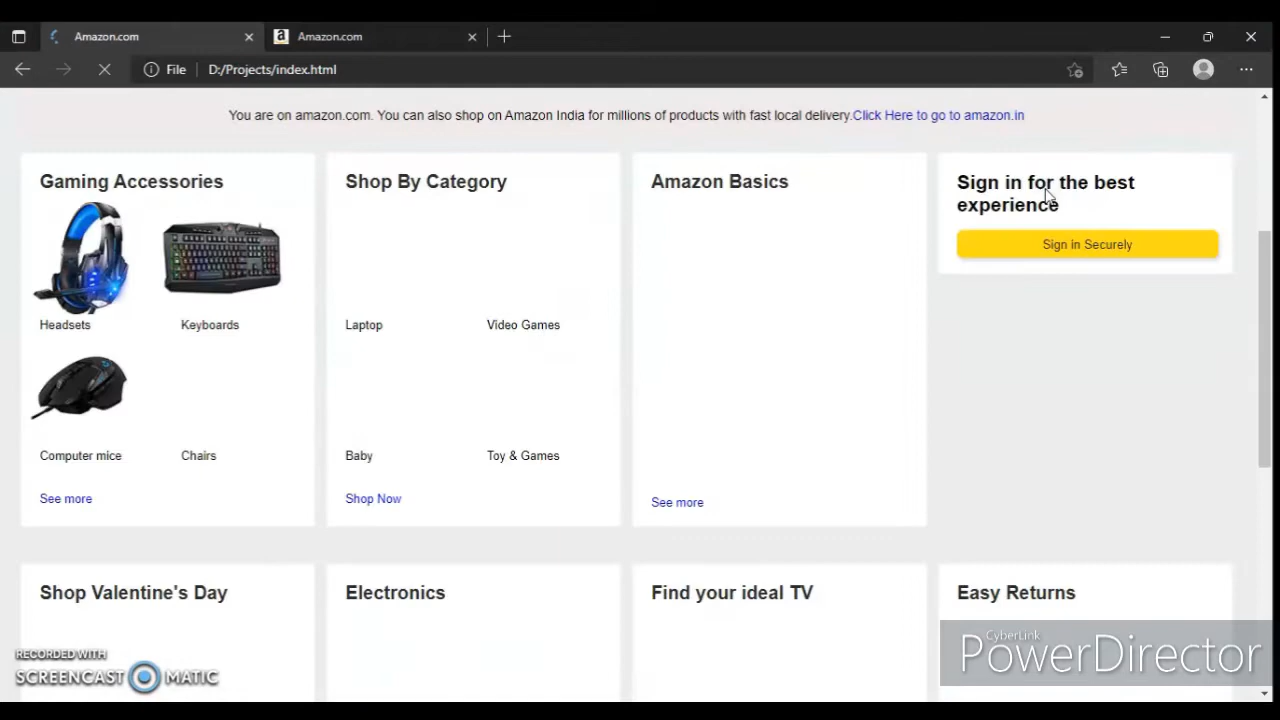 Amazon.com
Amazon.com
File
D:/Projects/index.html
You are on amazon.com. You can also shop on Amazon India for millions of products with fast local delivery.Click Here to go to amazon.in
Gaming Accessories
Headsets
Keyboards
Computer mice
Chairs
See more
Shop By Category
Laptop
Video Games
Baby
Toy & Games
Shop Now
Amazon Basics
See more
Sign in for the best
experience
Sign in Securely
Shop Valentine's Day
Electronics
Find your ideal TV
Easy Returns
RECORDED WITH
SCREENCAST MATIC
CyberLink
PowerDirector